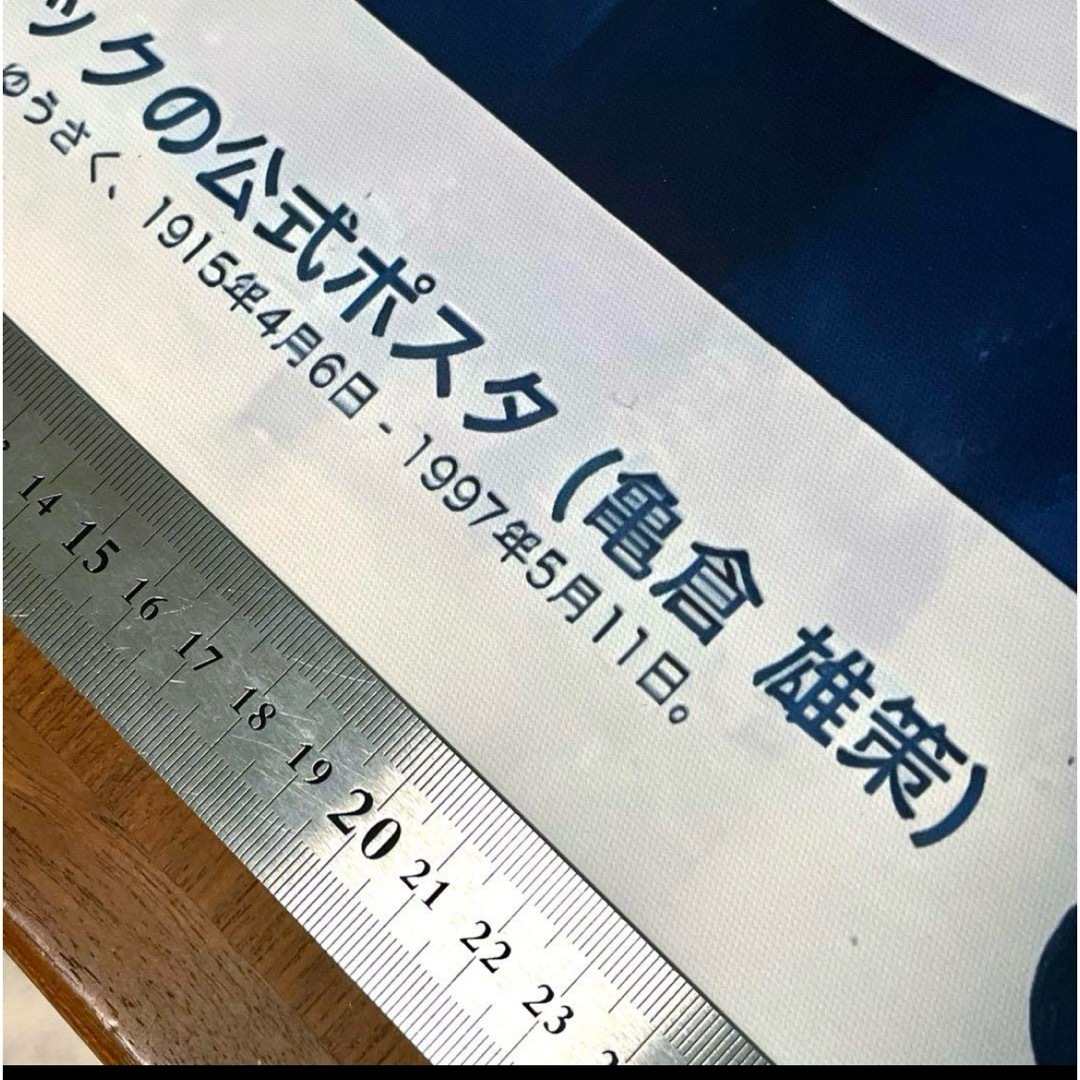 ックの公式ポスタ (亀倉 雄策)
ゆうさく、1915年4月6日 - 1997年5月11日。
14 15 16 17 18 19 20 21 22 23